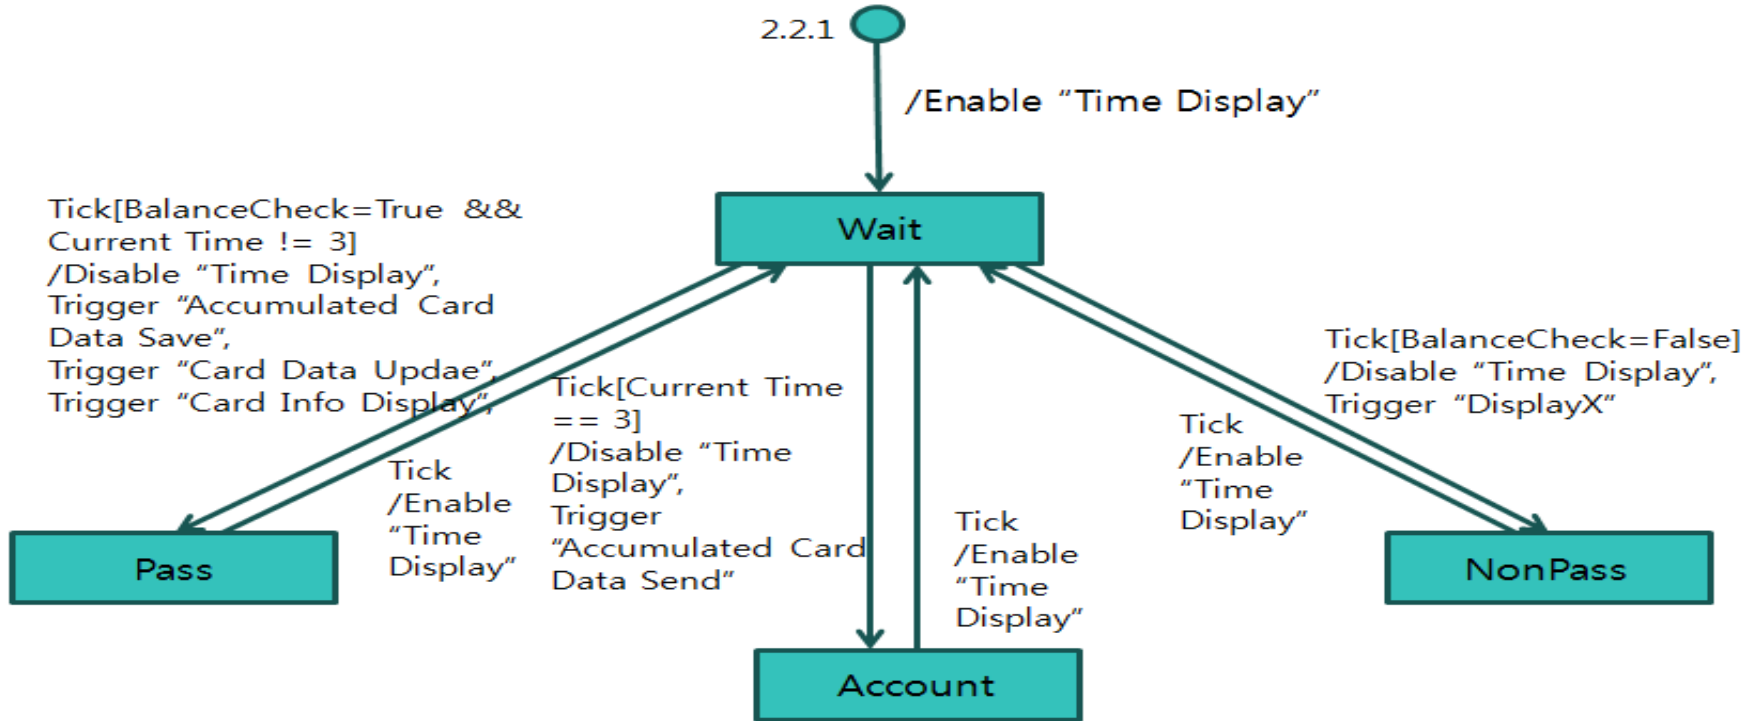 2.2.1
/Enable “Time Display”
Wait
Tick[BalanceCheck=True &&
Current Time != 3]
/Disable “Time Display”,
Trigger “Accumulated Card
Data Save”,
Trigger “Card Data Updae”,
Trigger “Card Info Display”,
Tick
/Enable
“Time
Display”
Tick[Current Time
== 3]
/Disable “Time
Display”,
Trigger
“Accumulated Card
Data Send”
Tick
/Enable
“Time
Display”
Tick
/Enable
“Time
Display”
Tick[BalanceCheck=False]
/Disable “Time Display”,
Trigger “DisplayX”
Pass
NonPass
Account